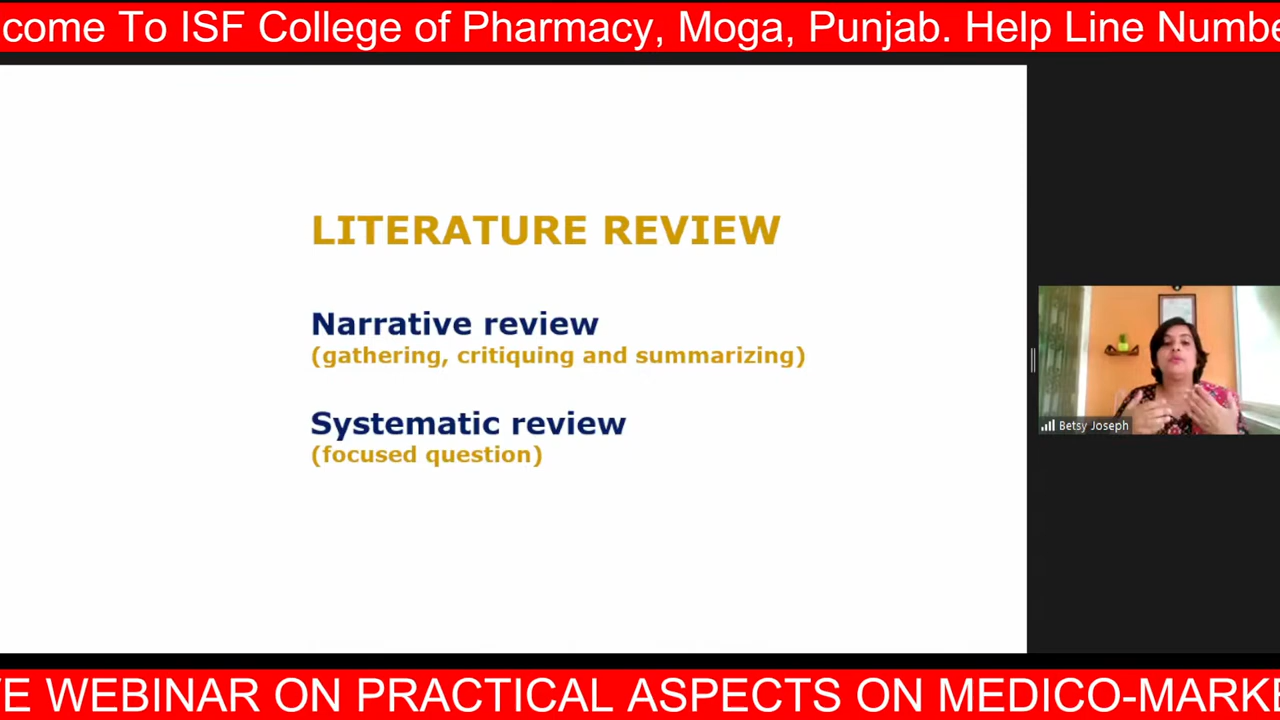 come To ISF College of Pharmacy, Moga, Punjab. Help Line Numbe
LITERATURE REVIEW
Narrative review
(gathering, critiquing and summarizing)
Systematic review
(focused question)
Betsy Joseph
E WEBINAR ON PRACTICAL ASPECTS ON MEDICO-MARKE